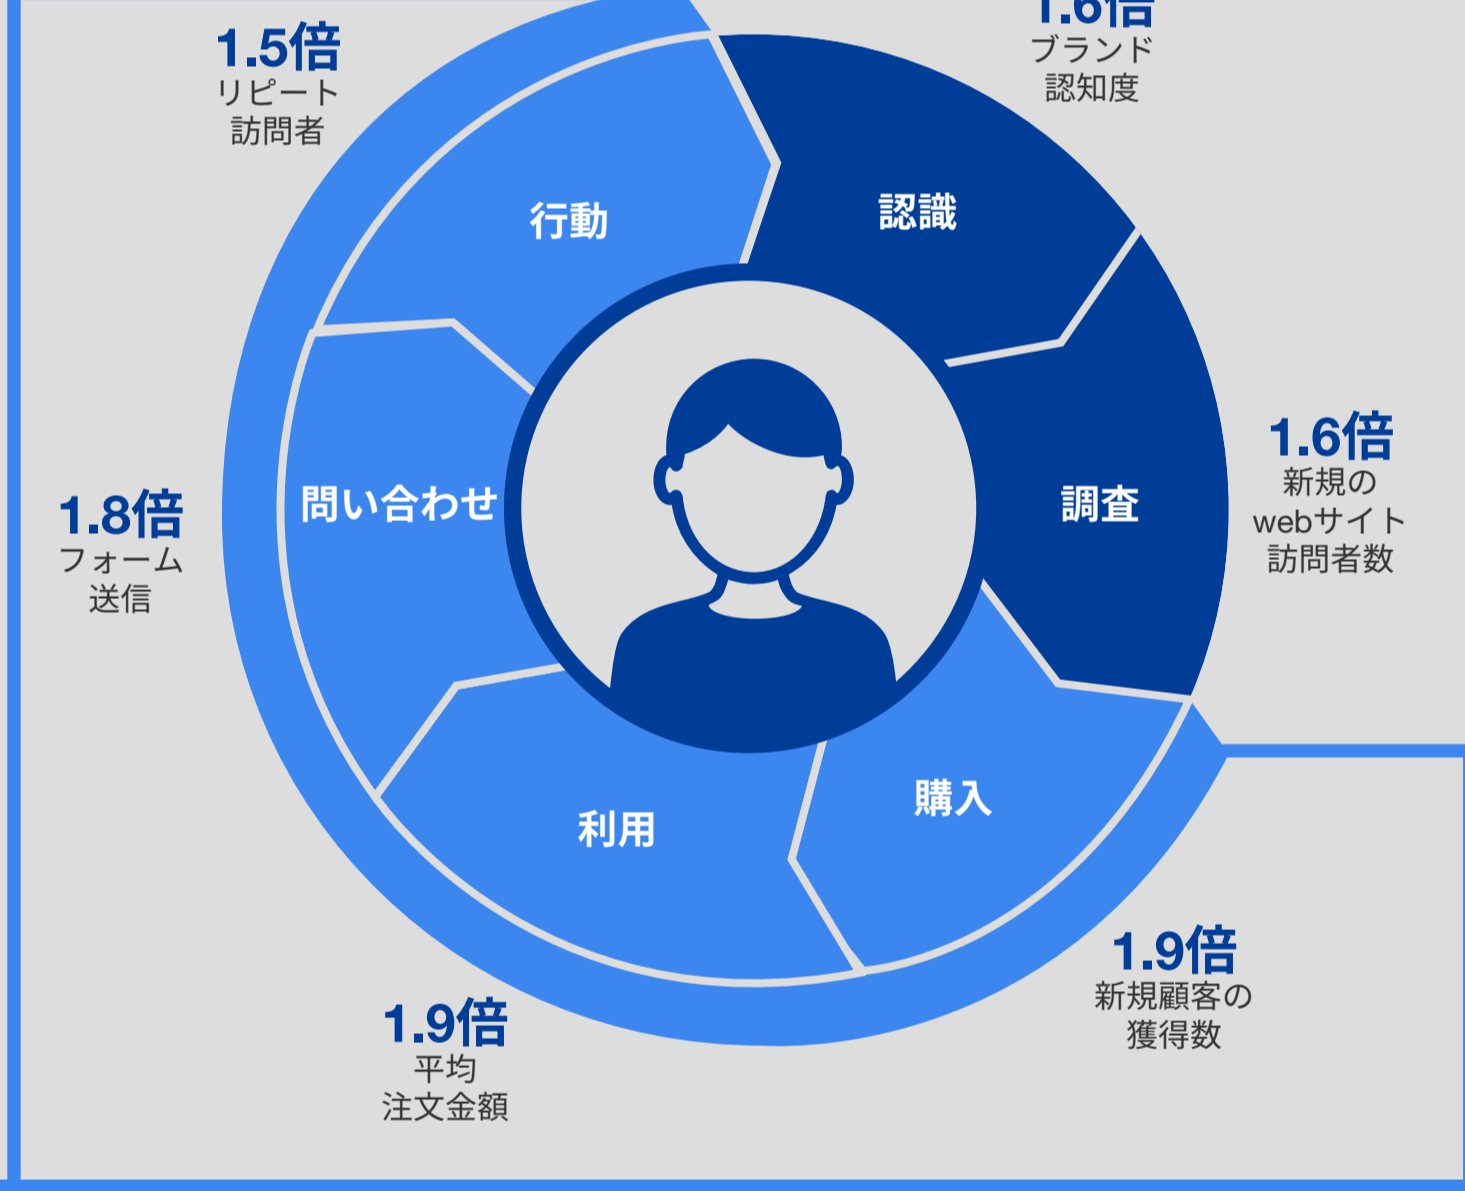 1.5倍
リピート
訪問者
1.6倍
ブランド
認知度
行動
認識
問い合わせ
調査
1.6倍
新規の
webサイト
訪問者数
1.8倍
フォーム
送信
利用
購入
1.9倍
新規顧客の
獲得数
1.9倍
平均
注文金額